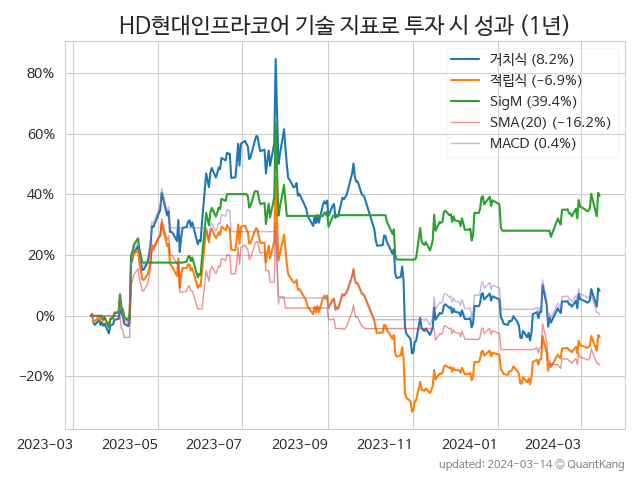 HD현대인프라코어 기술 지표로 투자 시 성과 (1년)
거치식 (8.2%)
적립식 (−6.9%)
SigM (39.4%)
SMA(20) (−16.2%)
MACD (0.4%)
80%
60%
40%
20%
0%
−20%
2023-03 2023-05 2023-07 2023-09 2023-11 2024-01 2024-03
updated: 2024-03-14 © QuantKang